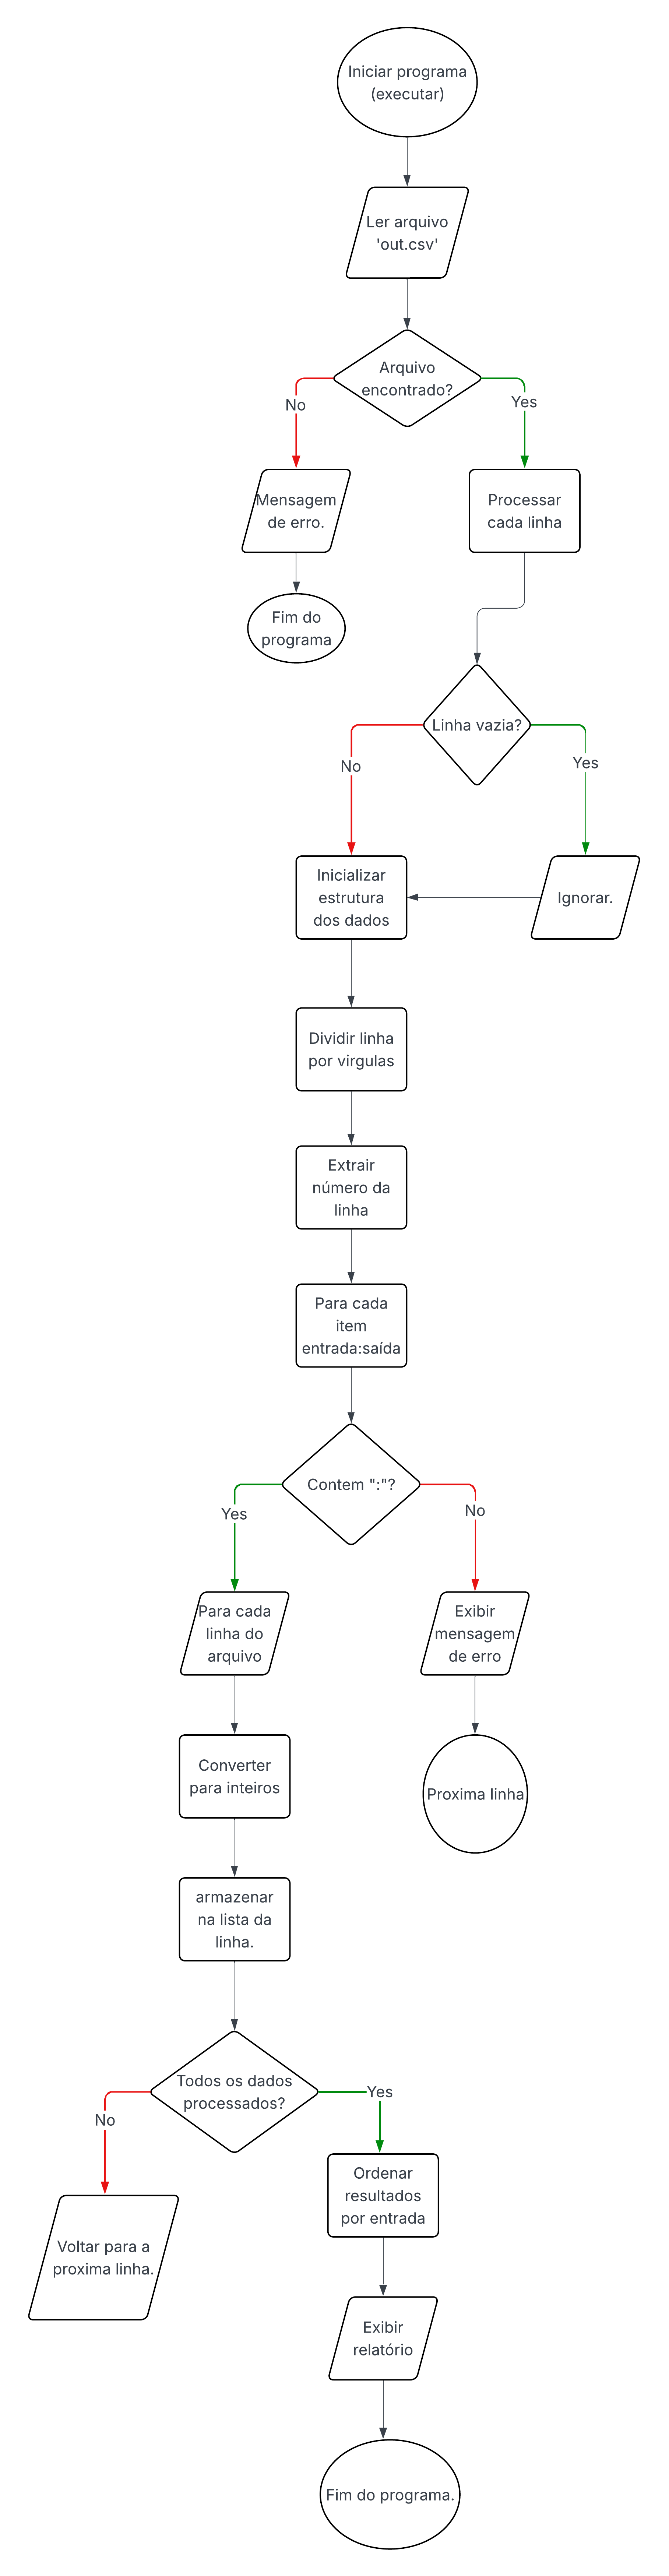 Iniciar programa
(executar)
Ler arquivo
'out.csv'
Arquivo
encontrado?
No
Yes
Mensagem
de erro.
Processar
cada linha
Fim do
programa
Linha vazia?
No
Yes
Inicializar
estrutura
dos dados
Ignorar.
Dividir linha
por virgulas
Extrair
número da
linha
Para cada
item
entrada:saída
Contem ":"?
Yes
No
Para cada
linha do
arquivo
Exibir
mensagem
de erro
Converter
para inteiros
Proxima linha
armazenar
na lista da
linha.
Todos os dados
processados?
No
Yes
Ordenar
resultados
por entrada
Voltar para a
proxima linha.
Exibir
relatório
Fim do programa.